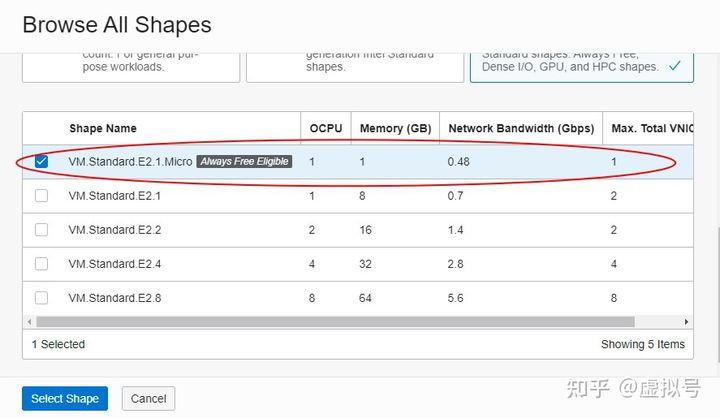 Browse All Shapes
count. For general pur-
pose workloads.
generation Intel Standard
shapes.
Standard shapes. Always Free,
Dense I/O, GPU, and HPC shapes.
Shape Name OCPU Memory (GB) Network Bandwidth (Gbps) Max. Total VNIC
VM.Standard.E2.1.Micro Always Free Eligible 1 1 0.48 1
VM.Standard.E2.1 1 8 0.7 2
VM.Standard.E2.2 2 16 1.4 2
VM.Standard.E2.4 4 32 2.8 4
VM.Standard.E2.8 8 64 5.6 8
1 Selected Showing 5 Items
Select Shape Cancel
知乎 @虚拟号